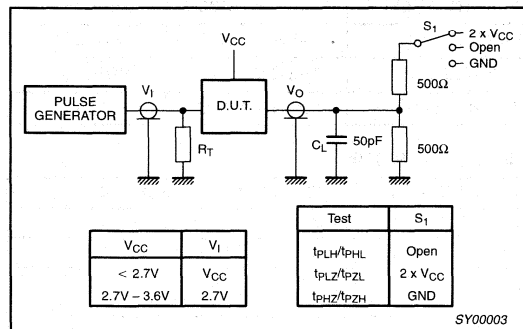 S1
2 x VCC
Open
GND
VCC
500Ω
VI
VO
PULSE
GENERATOR
D.U.T.
RT
CL
50pF
500Ω
VCC VI
< 2.7V VCC
2.7V – 3.6V 2.7V
Test S1
tPLH/tPHL Open
tPLZ/tPZL 2 x VCC
tPHZ/tPZH GND
SY00003